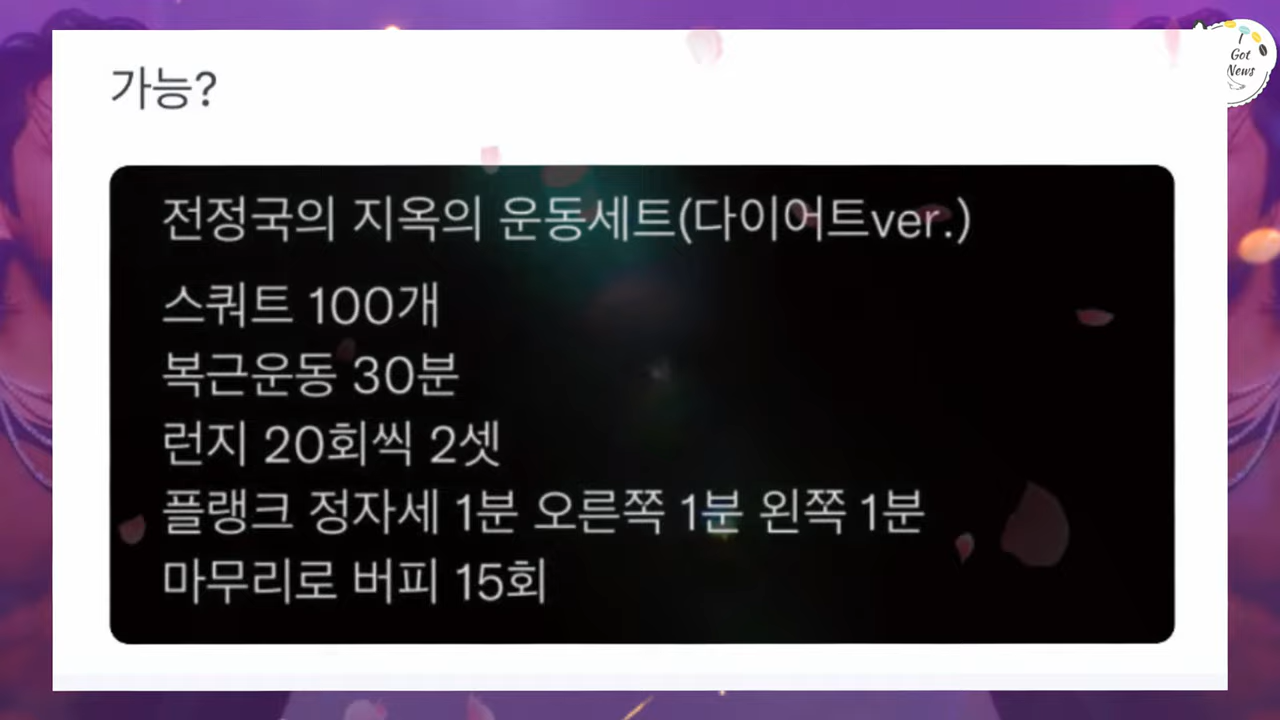 가능?
I
Got
News
전정국의 지옥의 운동세트(다이어트ver.)
스쿼트 100개
복근운동 30분
런지 20회씩 2셋
플랭크 정자세 1분 오른쪽 1분 왼쪽 1분
마무리로 버피 15회